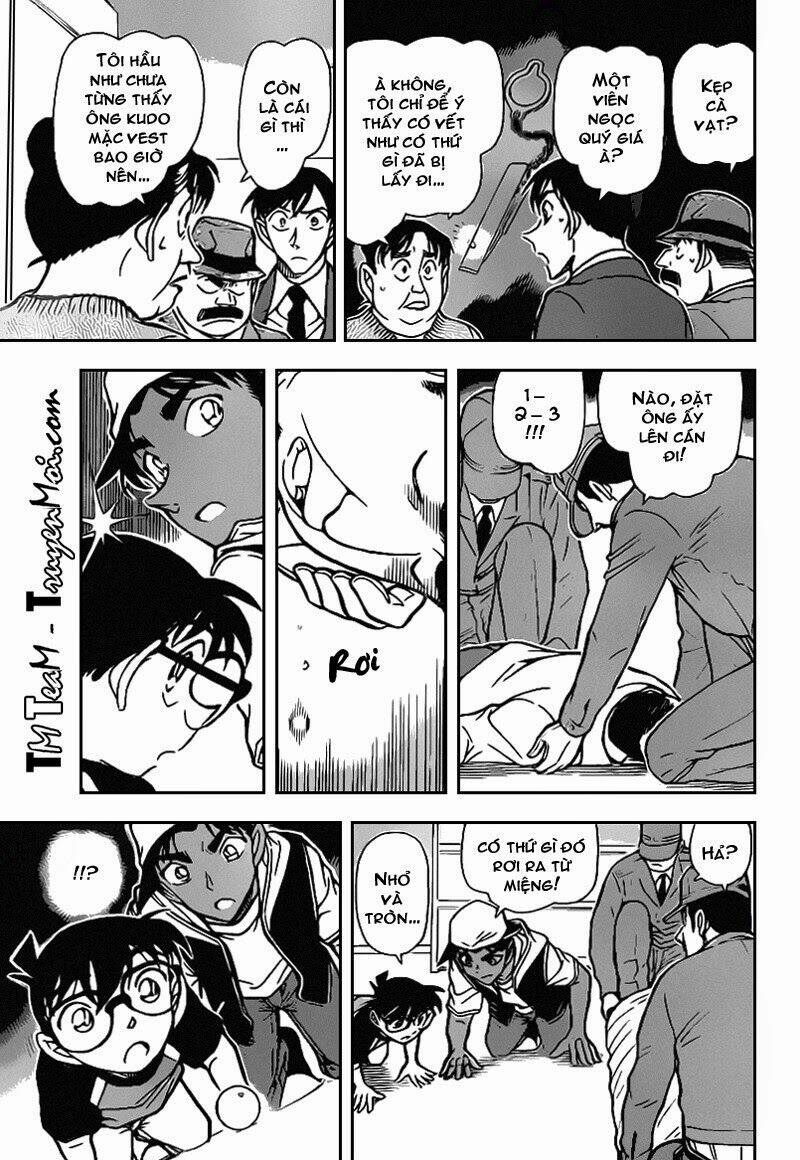 KẸP
CÀ
VẠT?
MỘT
VIÊN
NGỌC
QUÝ GIÁ
À?
À KHÔNG,
TÔI CHỈ ĐỂ Ý
THẤY CÓ VẾT
NHƯ CÓ THỨ
GÌ ĐÃ BỊ
LẤY ĐI...
CÒN
LÀ CÁI
GÌ THÌ
...
TÔI HẦU
NHƯ CHƯA
TỪNG THẤY
ÔNG KUDO
MẶC VEST
BAO GIỜ
NÊN...
NÀO, ĐẶT
ÔNG ẤY
LÊN CÁN
ĐI!
1-
2-3
!!!
RƠI
TM TEAM - TRUYENMOI.COM
HẢ?
CÓ THỨ GÌ ĐÓ
RƠI RA TỪ
MIỆNG!
NHỎ
VÀ
TRÒN...
!!?